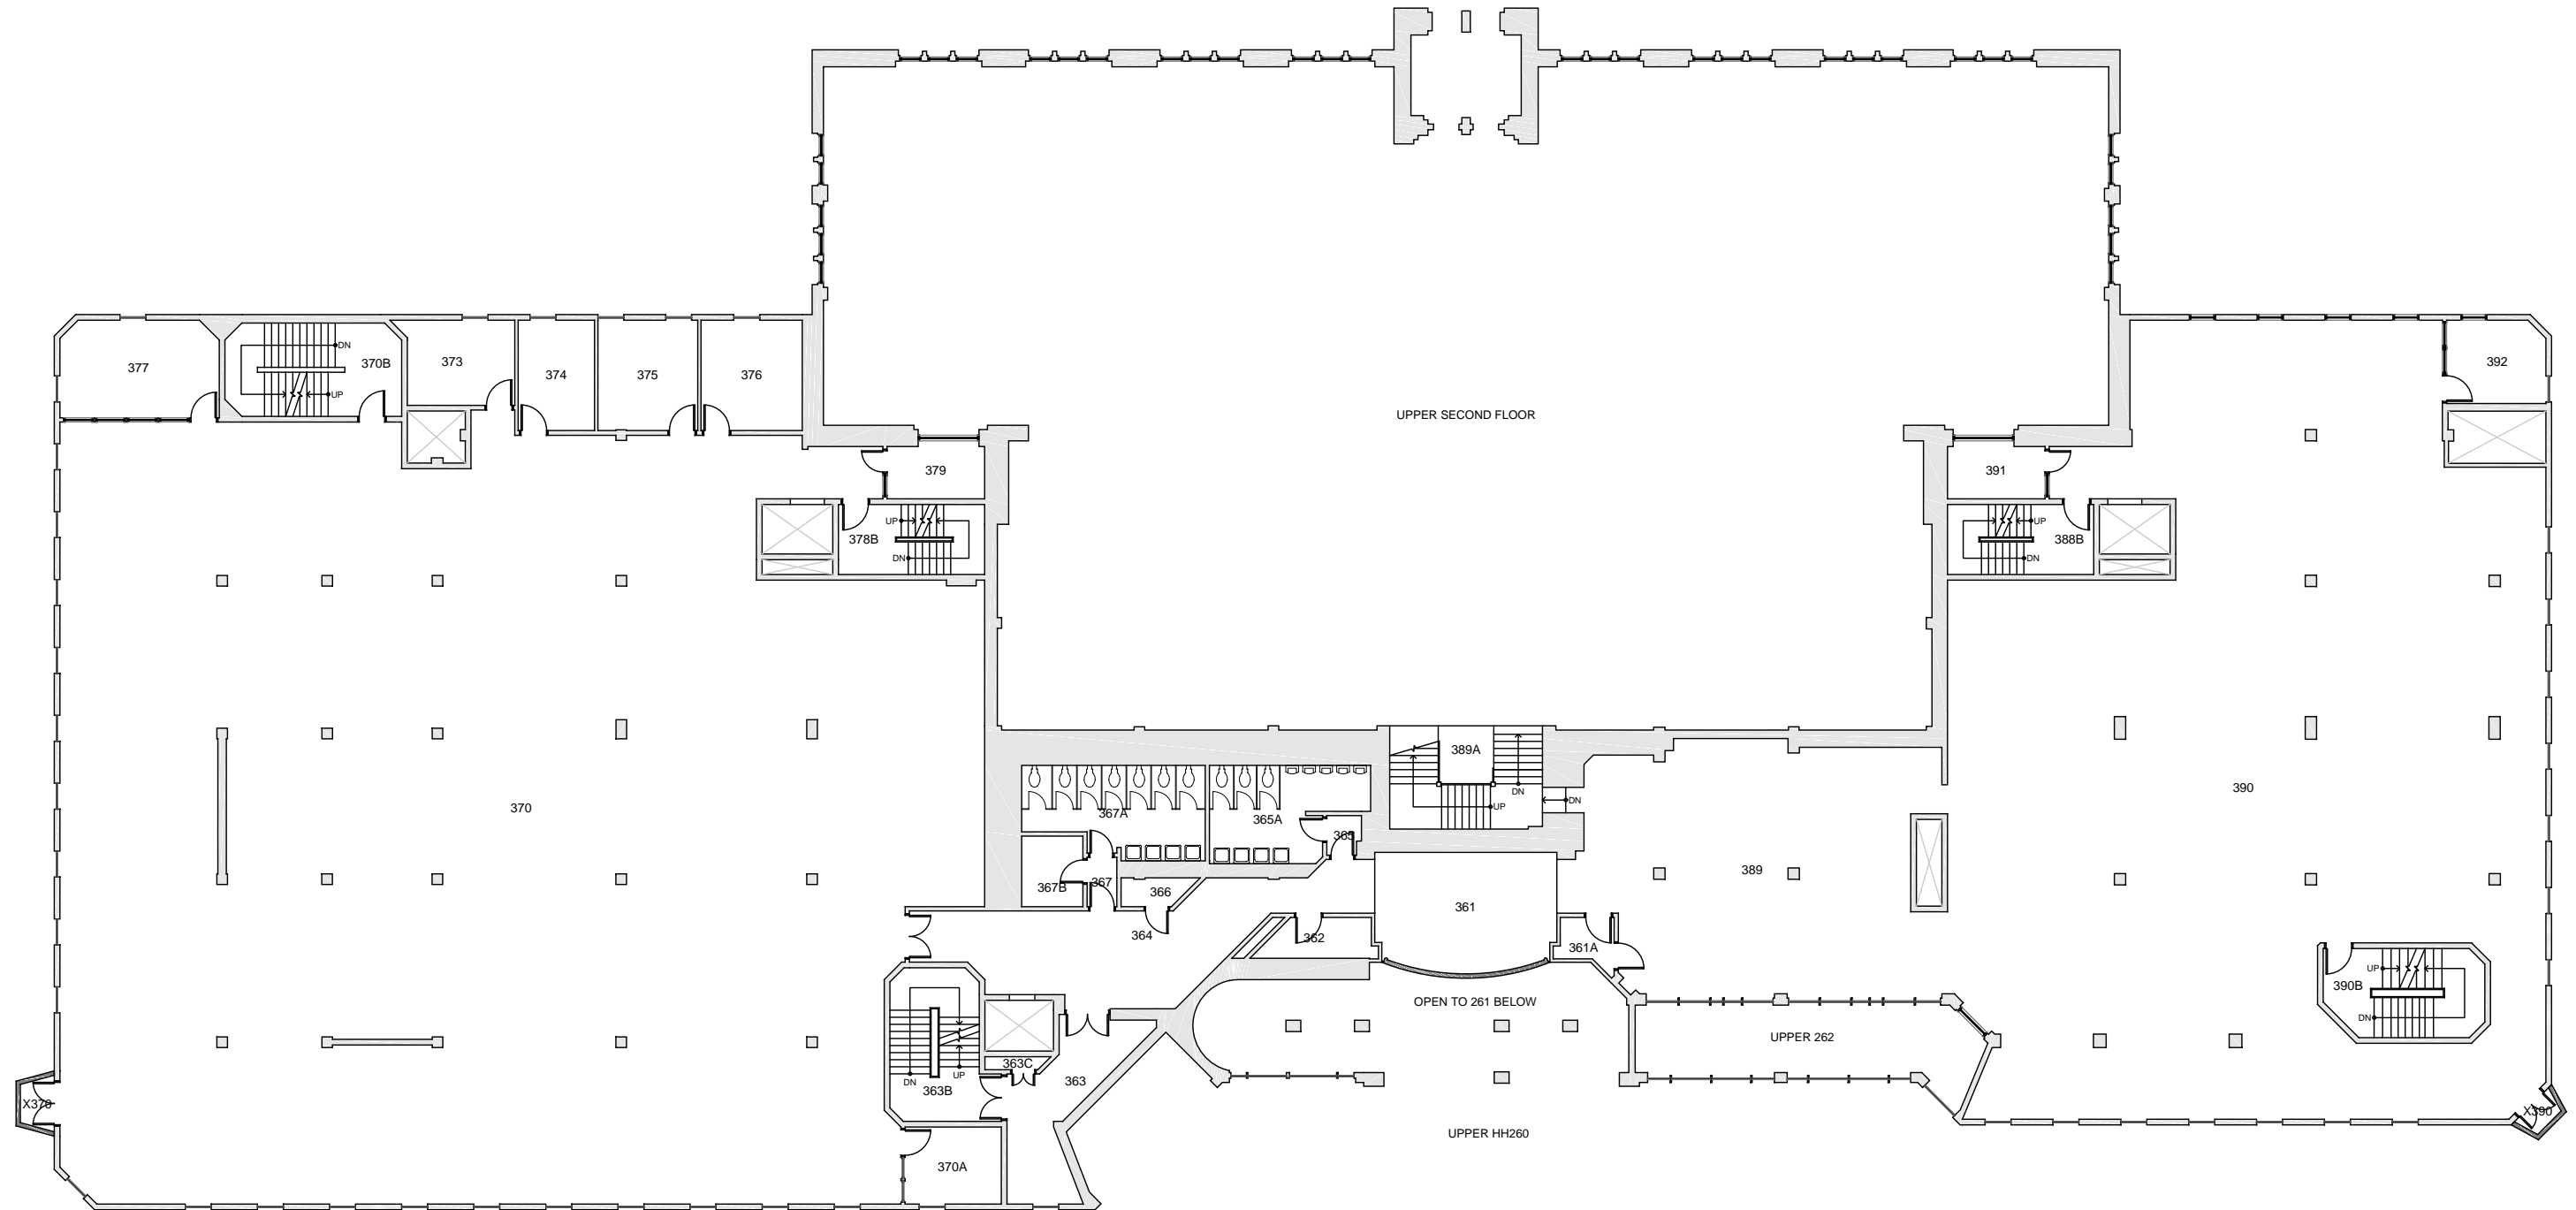 UPPER SECOND FLOOR
377
DN
UP
370B
373
374
375
376
392
379
391
UP
DN
378B
UP
DN
388B
389A
UP
DN
DN
370
367A
365A
365
390
389
367B
367
366
361
364
362
361A
390B
UP
DN
OPEN TO 261 BELOW
UPPER 262
363C
363
DN
UP
363B
X370
X390
UPPER HH260
370A